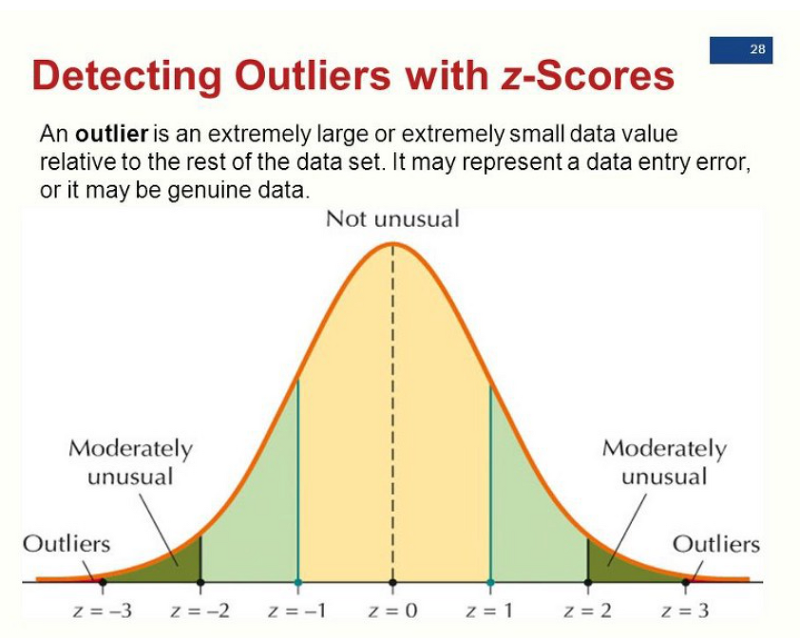 28
Detecting Outliers with z-Scores
An outlier is an extremely large or extremely small data value
relative to the rest of the data set. It may represent a data entry error,
or it may be genuine data.
Not unusual
Moderately
unusual
Moderately
unusual
Outliers
Outliers
z = –3
z = –2
z = –1
z = 0
z = 1
z = 2
z = 3